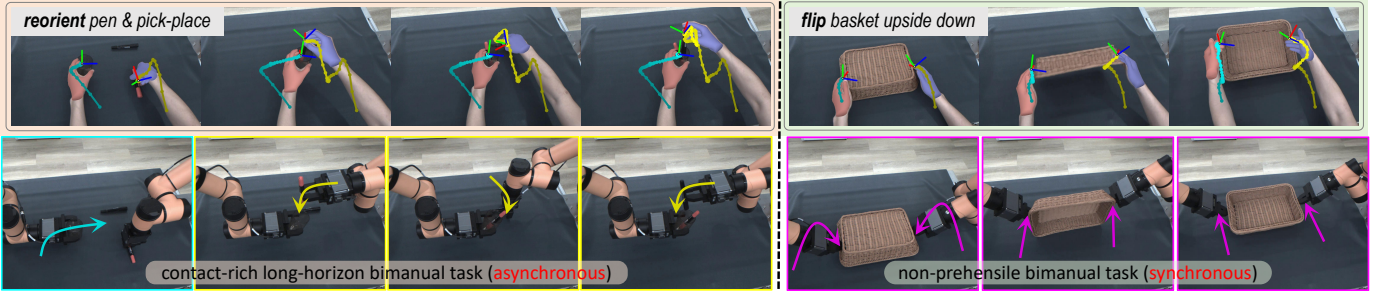 reorient pen & pick-place
flip basket upside down
contact-rich long-horizon bimanual task (asynchronous)
non-prehensile bimanual task (synchronous)